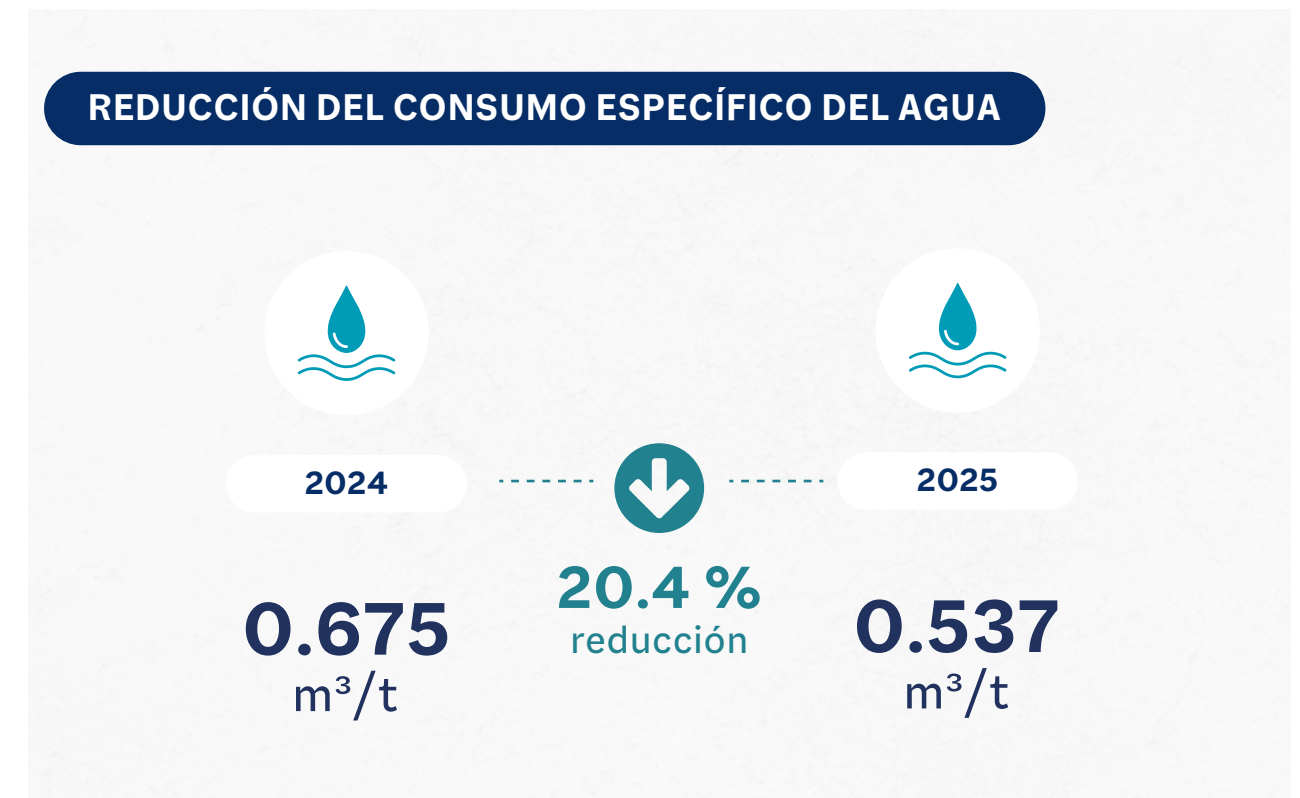 REDUCCIÓN DEL CONSUMO ESPECÍFICO DEL AGUA
2024
2025
20.4 %
reducción
0.675
m³/t
0.537
m³/t